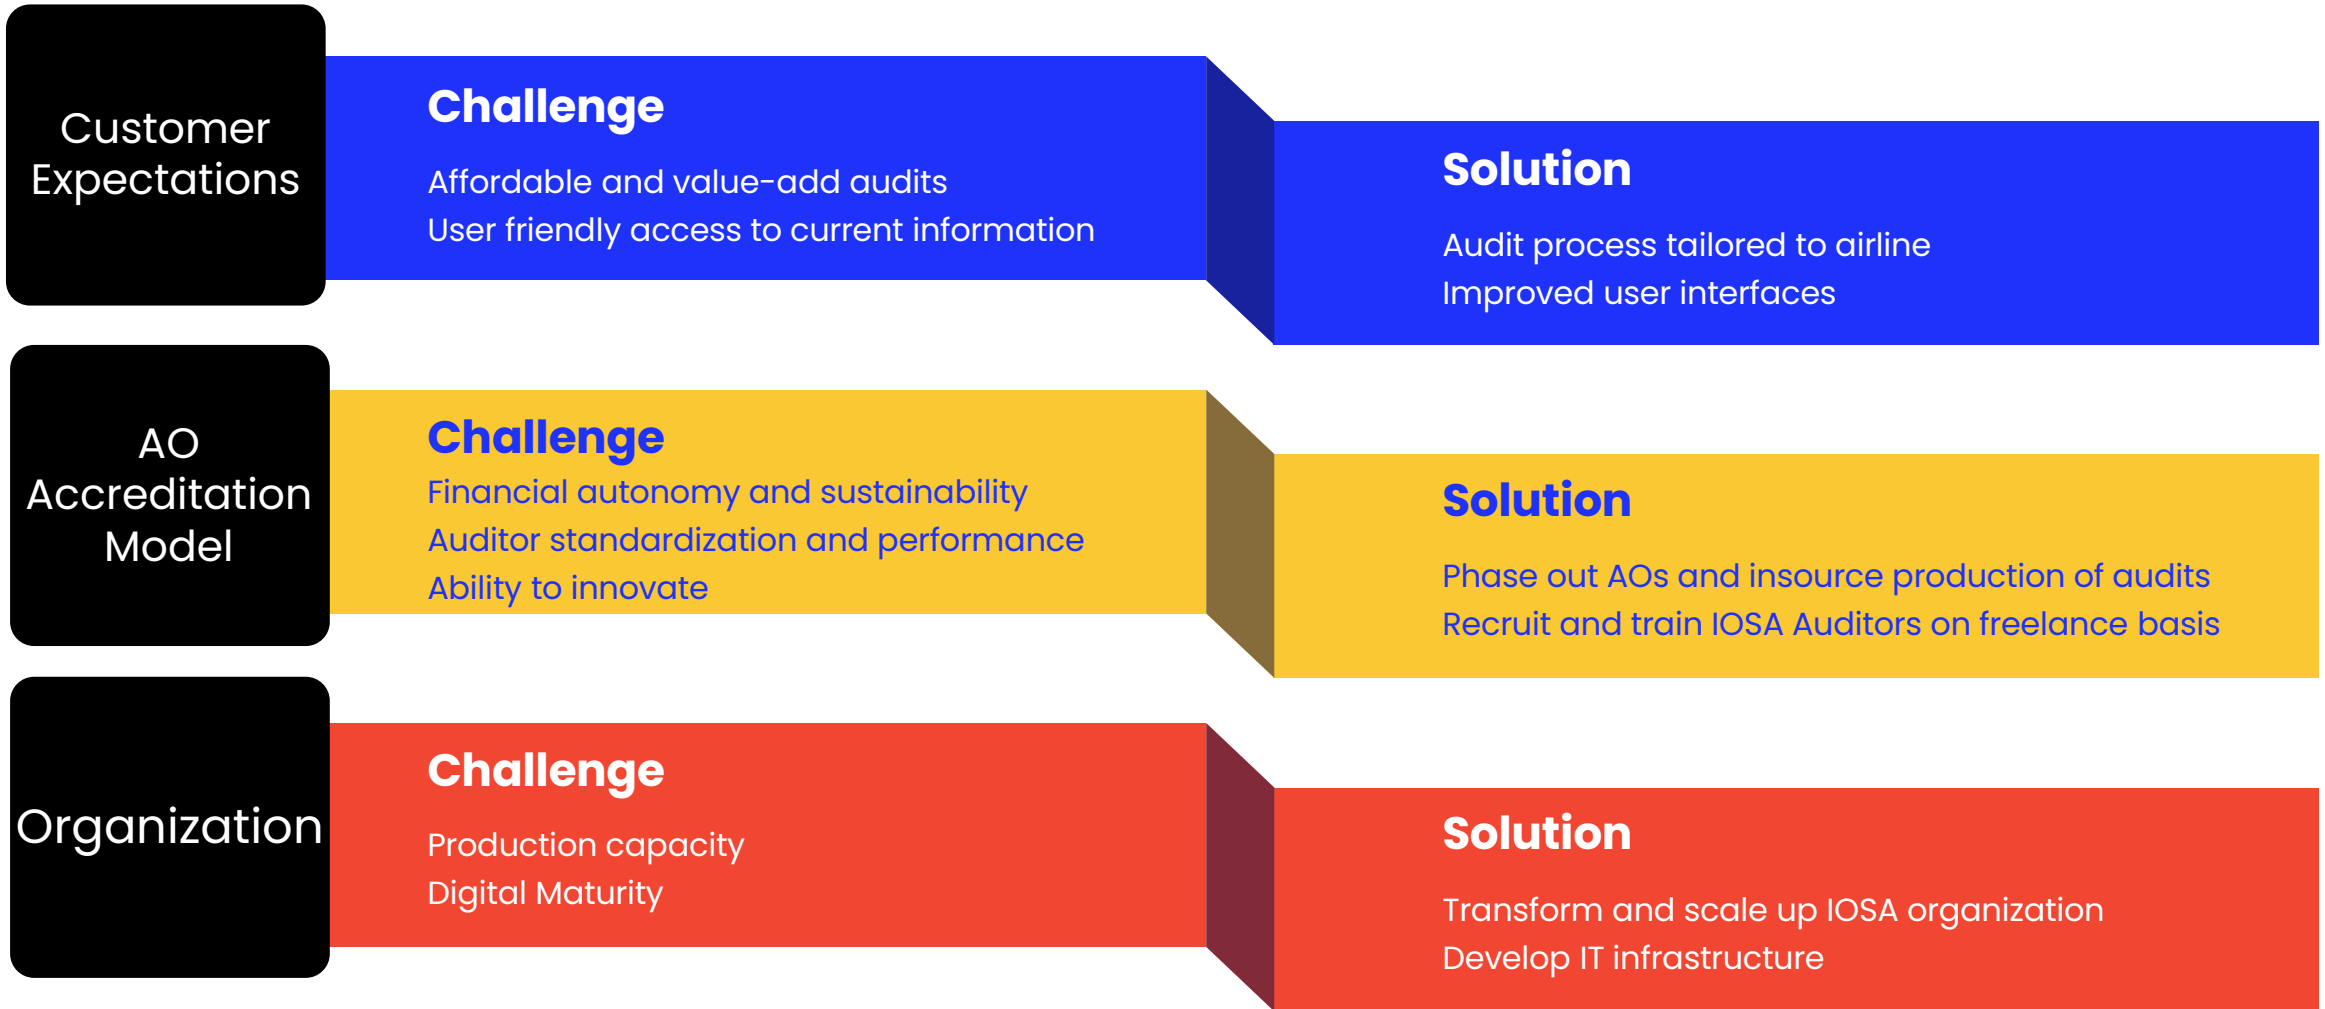 Customer
Expectations
Challenge
Affordable and value-add audits
User friendly access to current information
Solution
Audit process tailored to airline
Improved user interfaces
AO
Accreditation
Model
Challenge
Financial autonomy and sustainability
Auditor standardization and performance
Ability to innovate
Solution
Phase out AOs and insource production of audits
Recruit and train IOSA Auditors on freelance basis
Organization
Challenge
Production capacity
Digital Maturity
Solution
Transform and scale up IOSA organization
Develop IT infrastructure